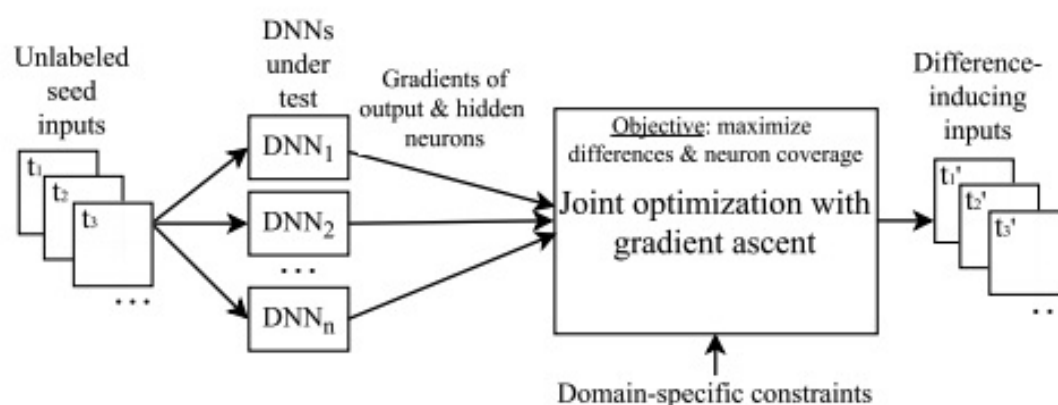 Unlabeled
seed
inputs
t1
t2
t3
...
DNNs
under
test
DNN1
DNN2
...
DNNn
Gradients of
output & hidden
neurons
Objective: maximize
differences & neuron coverage
Joint optimization with
gradient ascent
Domain-specific constraints
Difference-
inducing
inputs
t1'
t2'
t3'
..